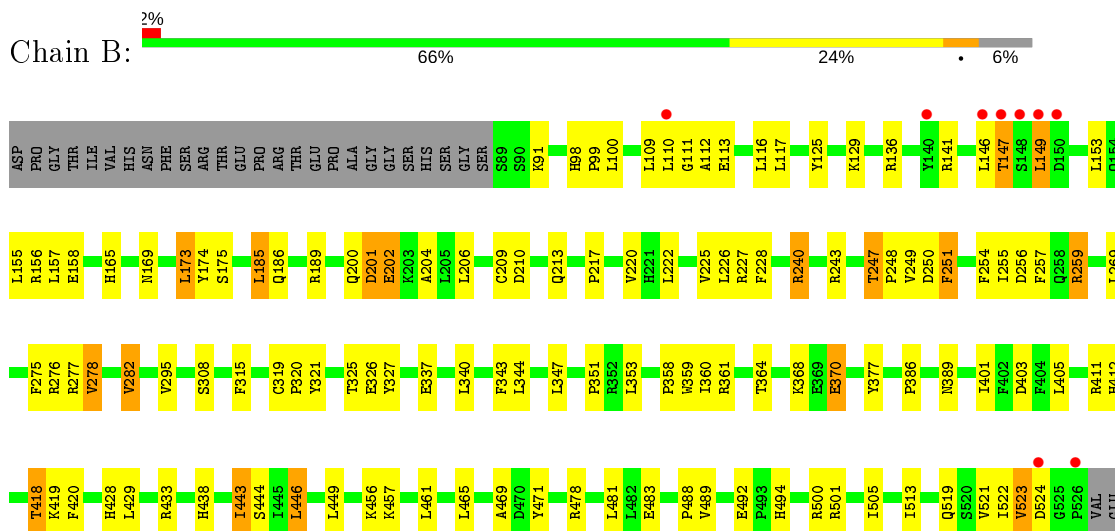 2%
Chain B:
66% 24% • 6%
ASP PRO GLY THR ILE VAL HIS ASN PHE SER ARG THR GLU PRO ARG THR GLU PRO ALA GLY GLY SER HIS SER GLY SER S89 S90 K91 H98 P99 L100 L109 L110 G111 A112 E113 L116 L117 Y125 K129 R136 Y140 R141 L146 T147 S148 L149 D150 L153 Q154
L155 R156 L157 E158 H165 N169 L173 Y174 S175 L185 Q186 R189 Q200 D201 E202 K203 A204 L205 L206 C209 D210 Q213 P217 V220 H221 L222 V225 L226 R227 F228 R240 R243 T247 P248 V249 D250 F251 F254 I255 D256 F257 Q258 R259 L269
F275 R276 R277 V278 V282 V295 S308 F315 C319 P320 Y321 T325 E326 Y327 E337 L340 F343 L344 L347 P351 R352 L353 P358 W359 I360 R361 T364 K368 E369 E370 Y377 P386 N389 I401 F402 D403 F404 L405 R411
T418 K419 F420 H428 L429 R433 H438 I443 S444 I445 L446 L449 K456 K457 L461 L465 A469 D470 Y471 R478 L481 L482 E483 P488 V489 E492 P493 H494 R500 R501 I505 I513 Q519 S520 V521 I522 V523 D524 G525 P526 VAL